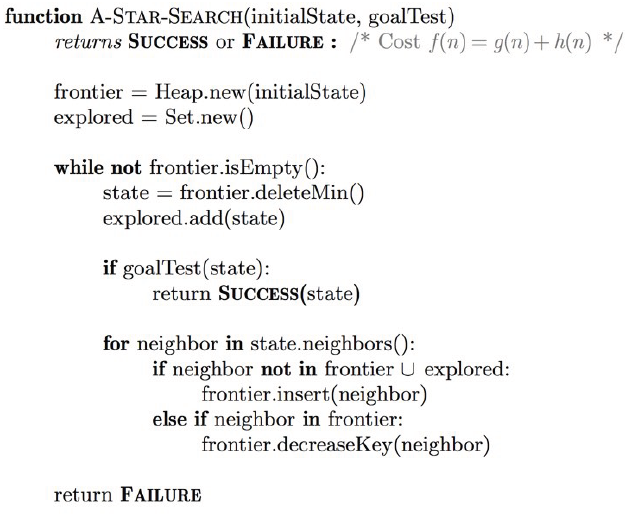 function A-STAR-SEARCH(initialState, goalTest)
returns SUCCESS or FAILURE : /* Cost f(n) = g(n) + h(n) */
frontier = Heap.new(initialState)
explored = Set.new()
while not frontier.isEmpty():
state = frontier.deleteMin()
explored.add(state)
if goalTest(state):
return SUCCESS(state)
for neighbor in state.neighbors():
if neighbor not in frontier ∪ explored:
frontier.insert(neighbor)
else if neighbor in frontier:
frontier.decreaseKey(neighbor)
return FAILURE